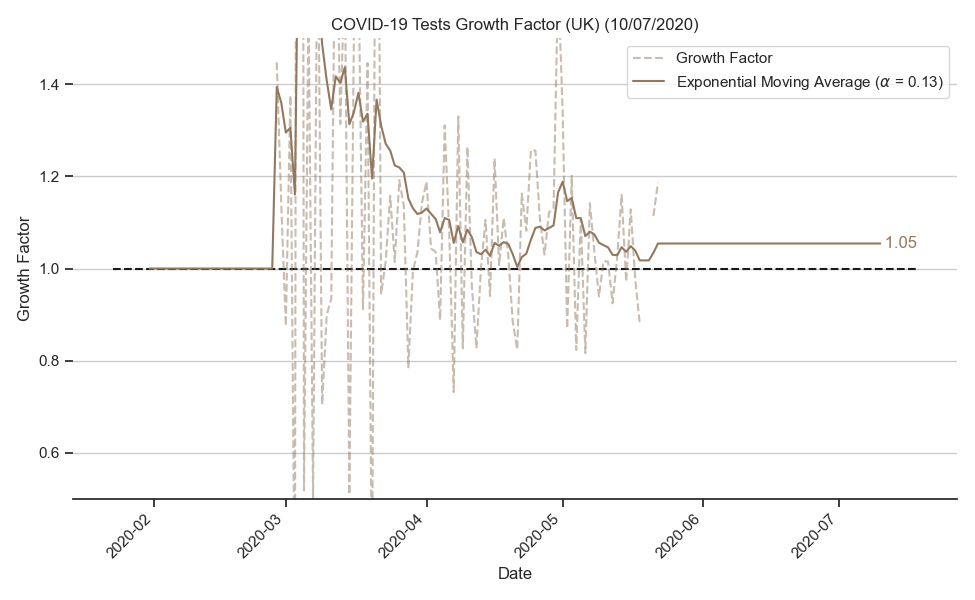 COVID-19 Tests Growth Factor (UK) (10/07/2020)
Growth Factor
Exponential Moving Average (α = 0.13)
1.4
1.2
1.0
0.8
0.6
Growth Factor
1.05
2020-02
2020-03
2020-04
2020-05
2020-06
2020-07
Date